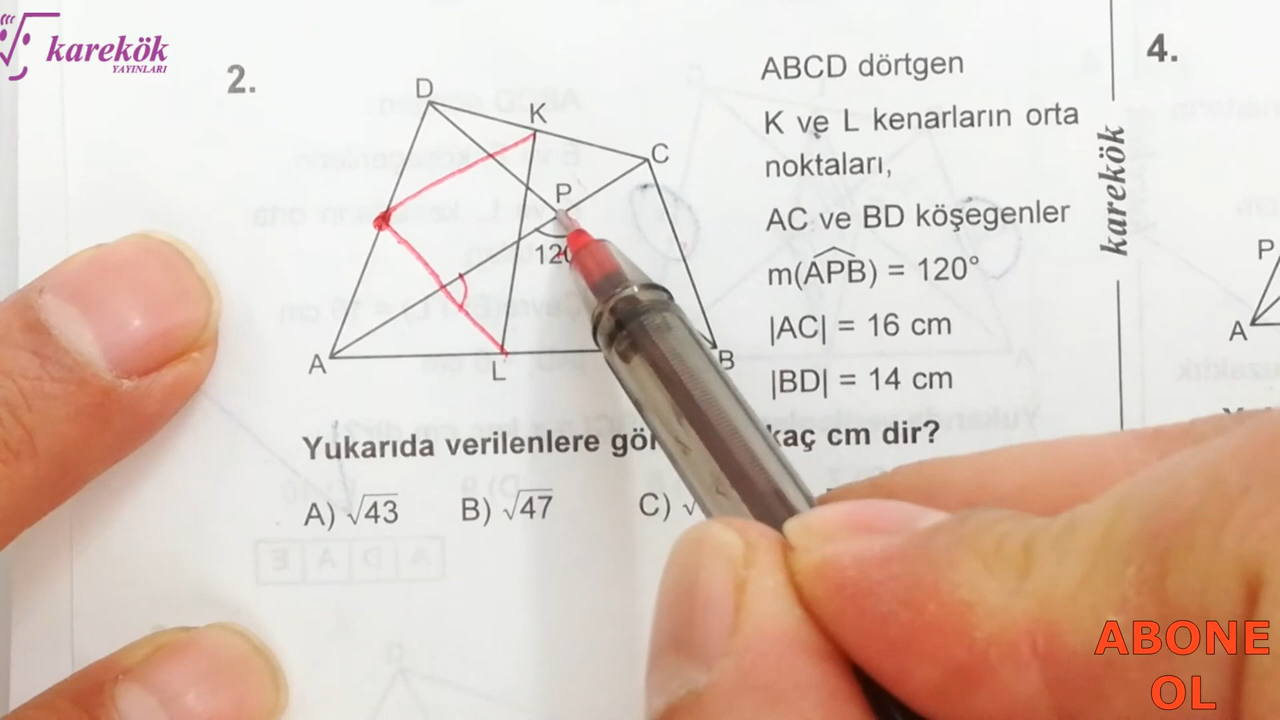 karekök
YAYINLARI
2.
D
K
C
P
120
A
L
B
ABCD dörtgen
K ve L kenarların orta
noktaları,
AC ve BD köşegenler
m(APB) = 120°
|AC| = 16 cm
|BD| = 14 cm
Yukarıda verilenlere gör kaç cm dir?
A) √43 B) √47 C) √
karekök
4.
P
A
ABONE
OL